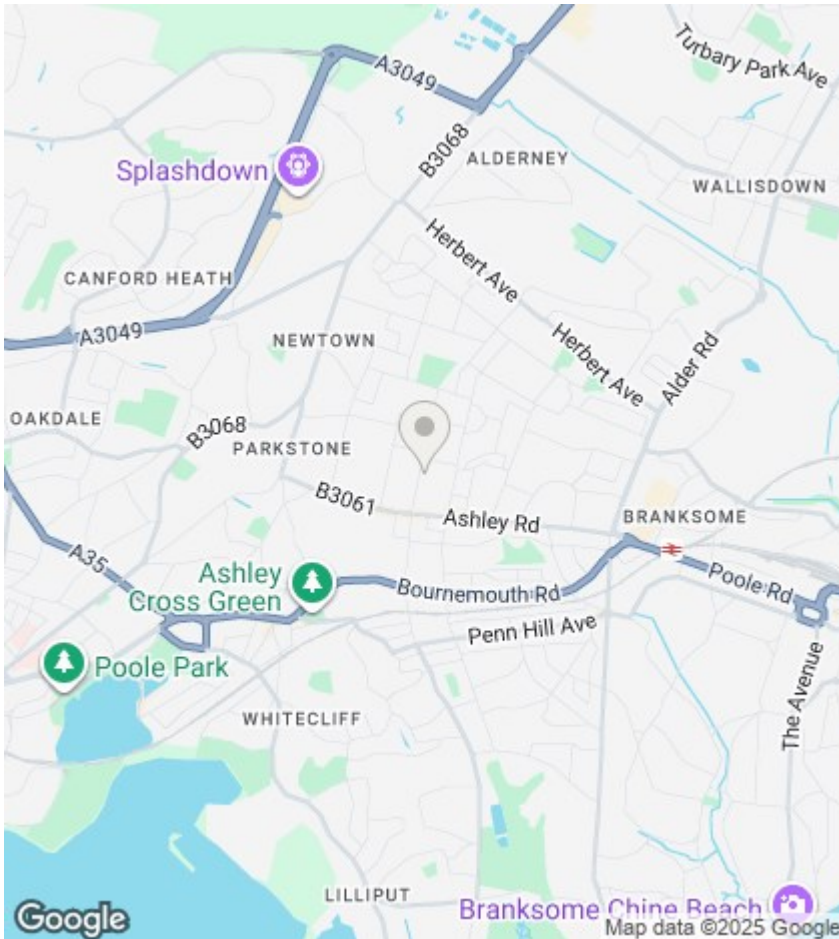 Turbary Park Ave
A3049
B3068
ALDERNEY
Splashdown
WALLISDOWN
Herbert Ave
CANFORD HEATH
A3049
NEWTOWN
Herbert Ave
Alder Rd
OAKDALE
B3068
PARKSTONE
B3061
Ashley Rd
BRANKSOME
A35
Ashley
Cross Green
Bournemouth Rd
Poole Rd
Penn Hill Ave
Poole Park
The Avenue
WHITECLIFF
LILLIPUT
Branksome Chine Beach
Google
Map data ©2025 Google